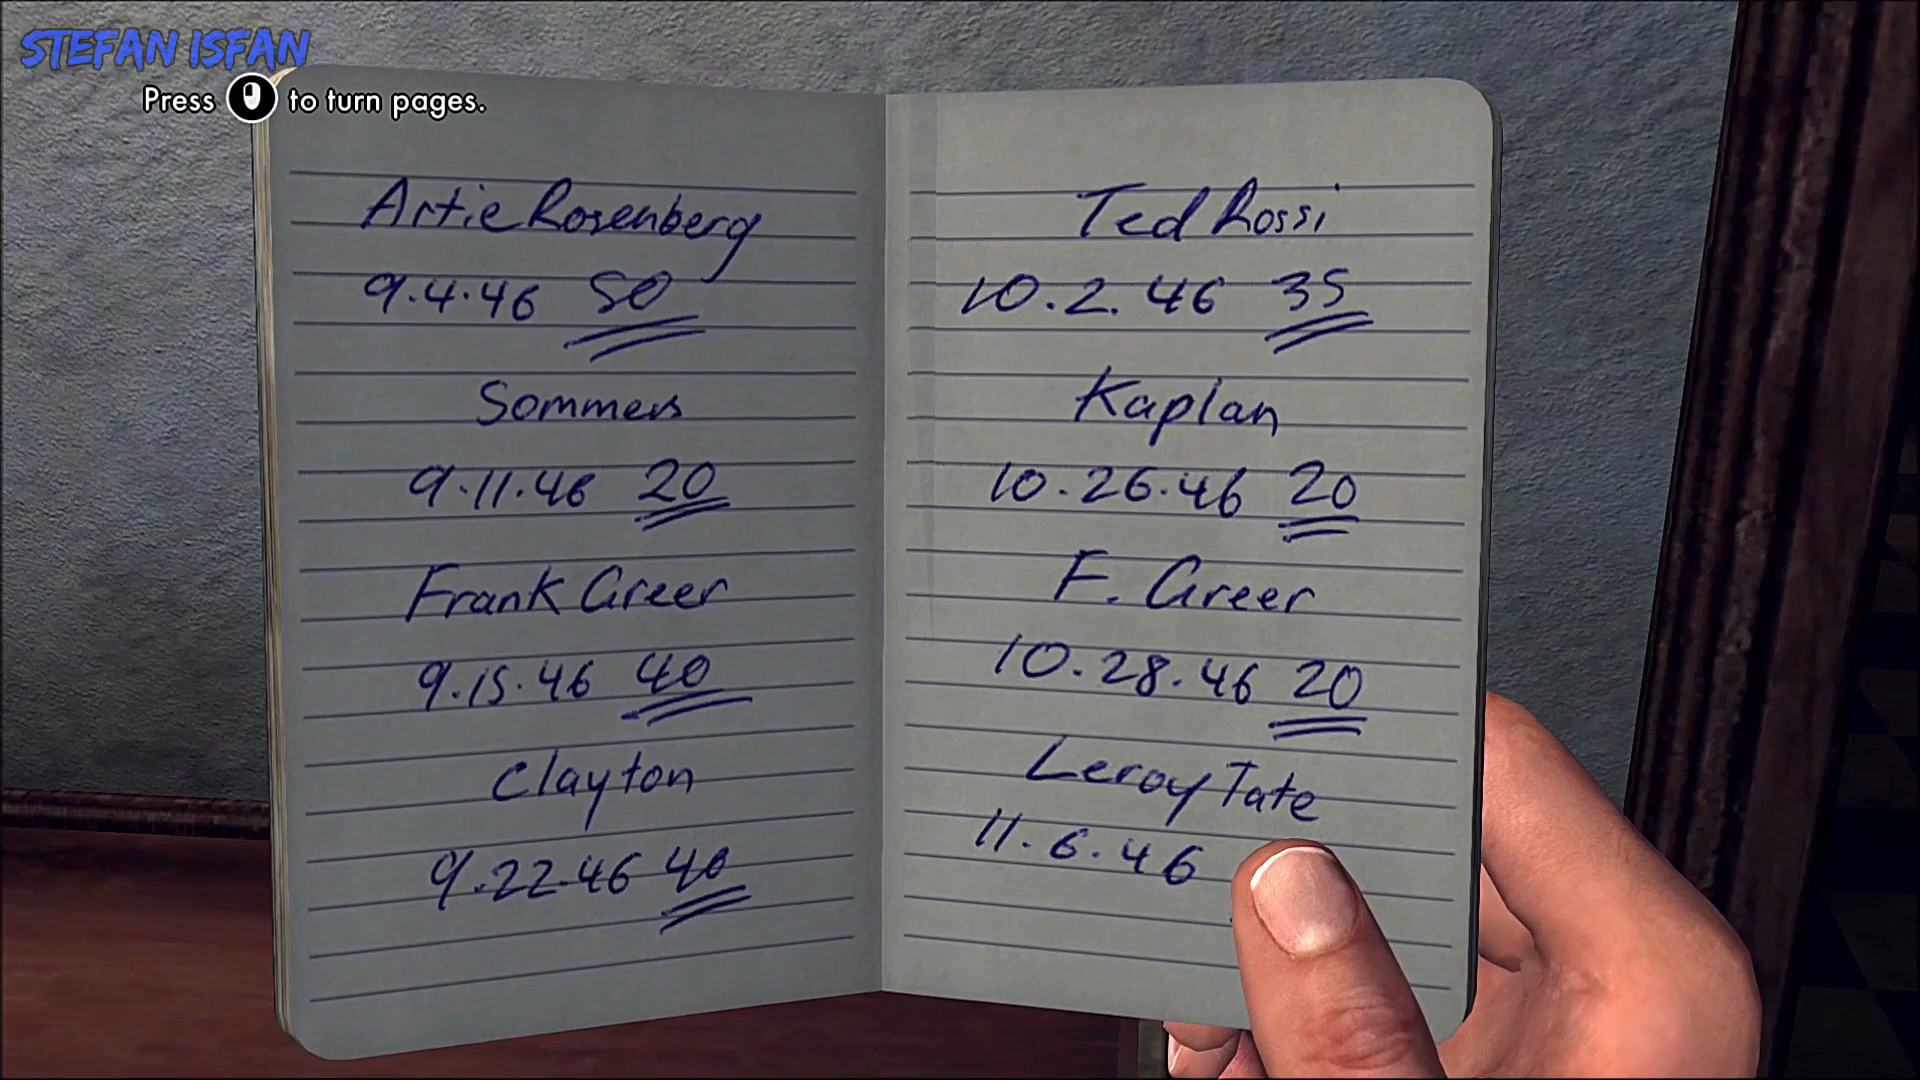 STEFAN ISFAN
Press to turn pages.
Artie Rosenberg
9.4.46 50
Sommers
9.11.46 20
Frank Greer
9.15.46 40
Clayton
9.22.46 40
Ted Rossi
10.2.46 35
Kaplan
10.26.46 20
F. Greer
10.28.46 20
Leroy Tate
11.6.46